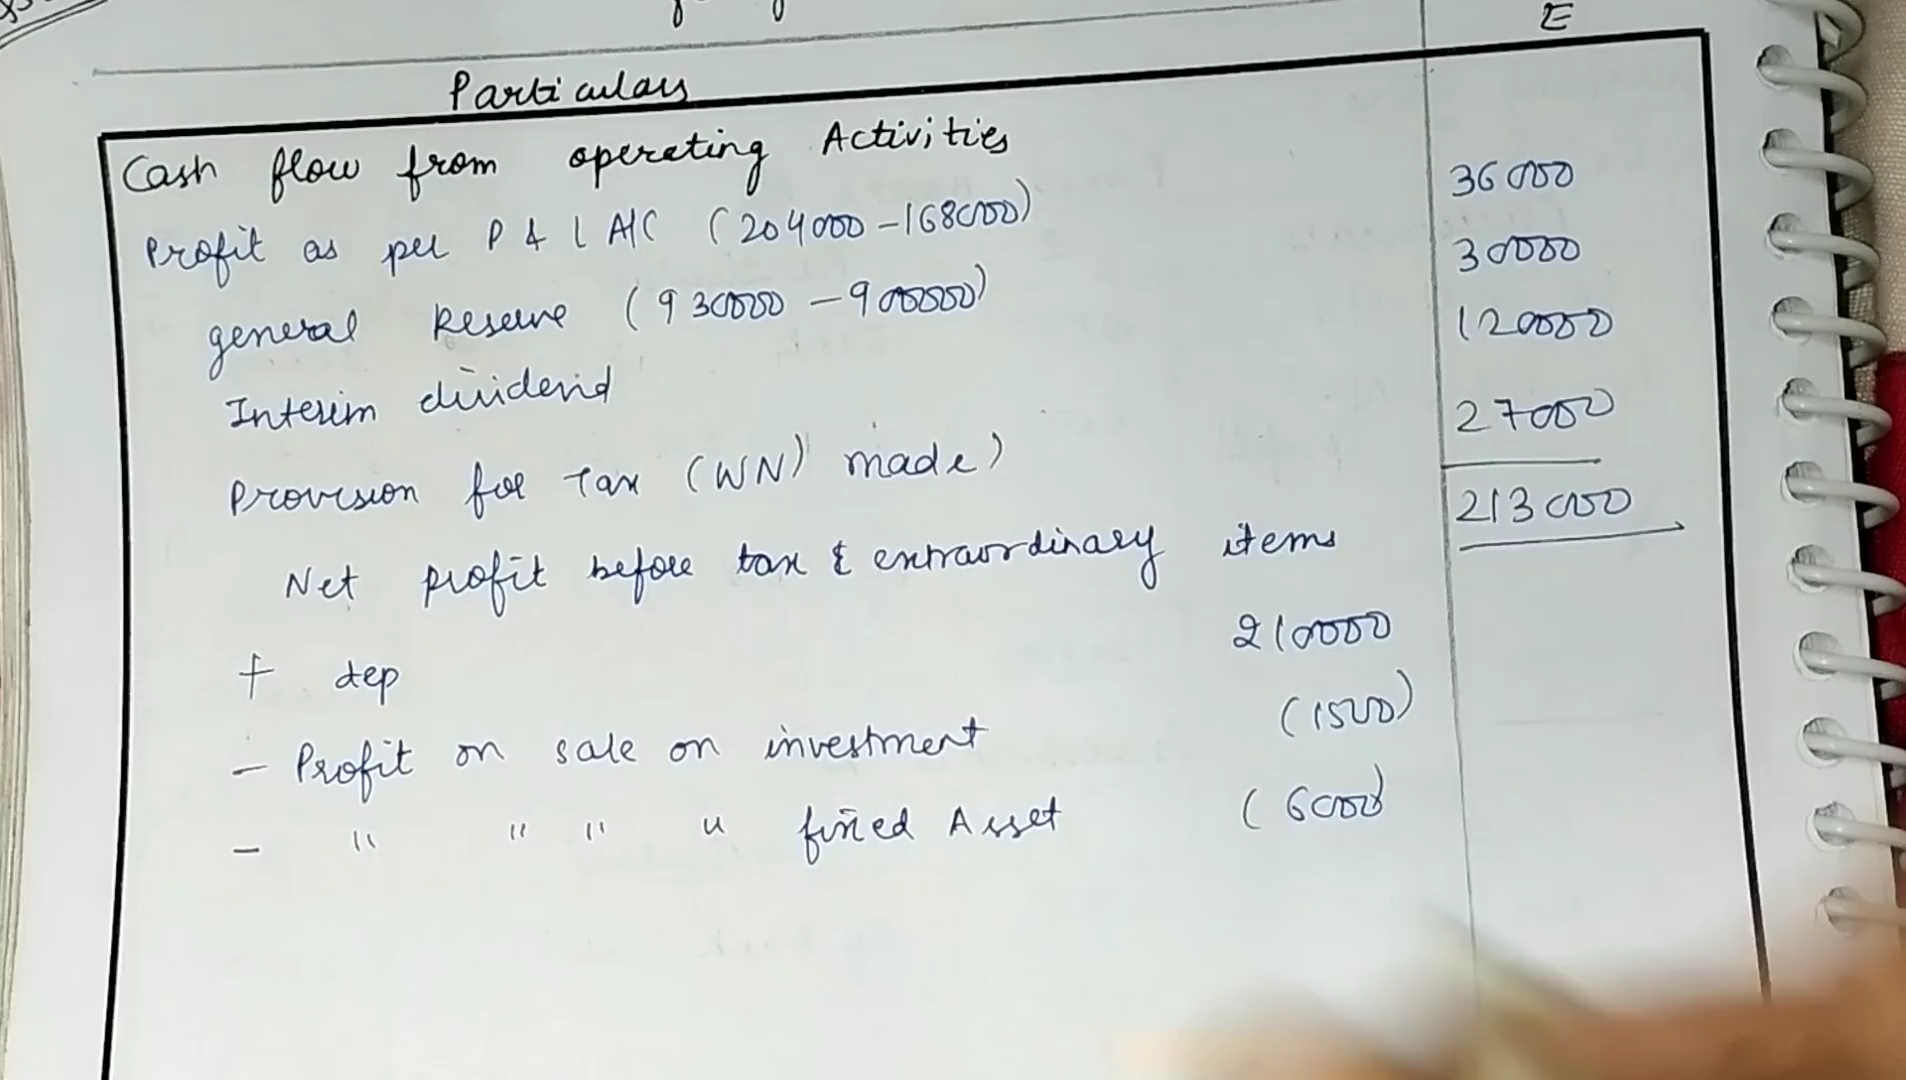 E
Particulars
Cash flow from operating Activities
Profit as per P & L A/C (204000-168000) 36000
general Reserve (930000 - 900000) 30000
Interim dividend 120000
Provision for Tax (WN) made) 27000
Net profit before tax & extraordinary items 213000
+ dep 210000
- Profit on sale on investment (1500)
- " " " " fixed Asset (6000)